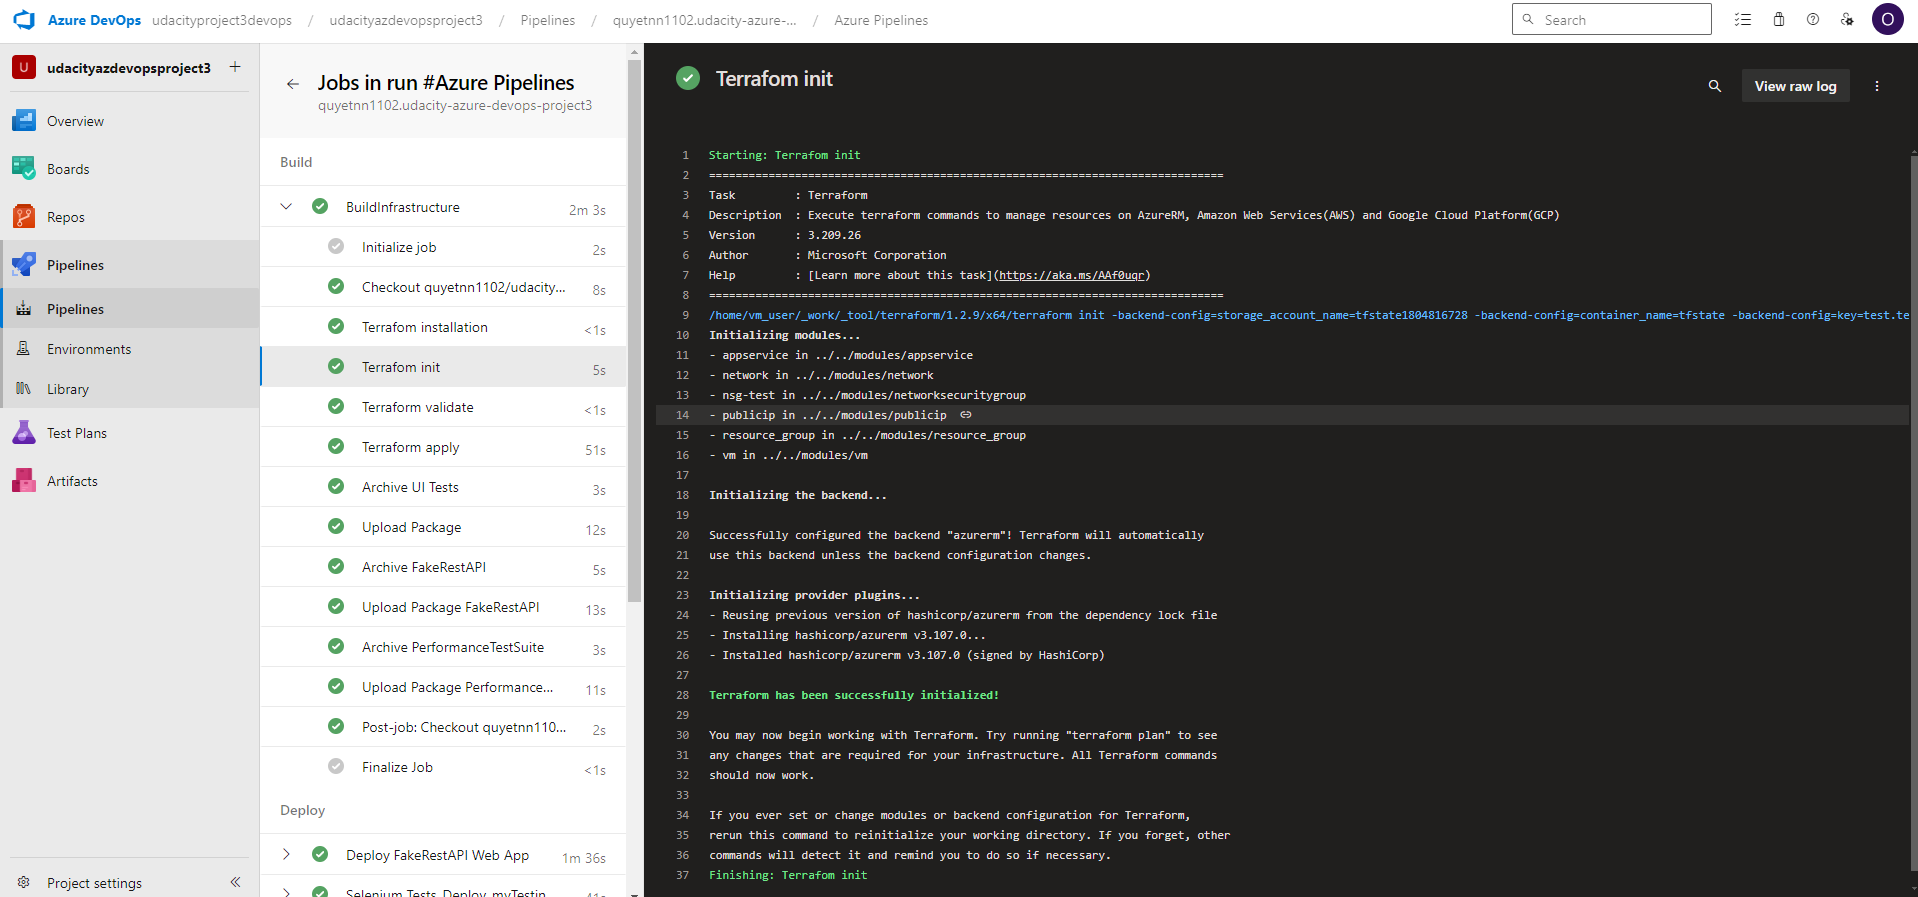 Azure DevOps udacityproject3devops / udacityazdevopsproject3 / Pipelines / quyetnn1102.udacity-azure-... / Azure Pipelines
Search
O
U udacityazdevopsproject3 +
Overview
Boards
Repos
Pipelines
Pipelines
Environments
Library
Test Plans
Artifacts
Project settings
Jobs in run #Azure Pipelines
quyetnn1102.udacity-azure-devops-project3
Build
BuildInfrastructure 2m 3s
Initialize job 2s
Checkout quyetnn1102/udacity... 8s
Terrafom installation <1s
Terrafom init 5s
Terraform validate <1s
Terraform apply 51s
Archive UI Tests 3s
Upload Package 12s
Archive FakeRestAPI 5s
Upload Package FakeRestAPI 13s
Archive PerformanceTestSuite 3s
Upload Package Performance... 11s
Post-job: Checkout quyetnn110... 2s
Finalize Job <1s
Deploy
Deploy FakeRestAPI Web App 1m 36s
Selenium Tests, Deploy, myTestin 41s
Terrafom init
View raw log
1 Starting: Terrafom init
2 ==============================================================================
3 Task : Terraform
4 Description : Execute terraform commands to manage resources on AzureRM, Amazon Web Services(AWS) and Google Cloud Platform(GCP)
5 Version : 3.209.26
6 Author : Microsoft Corporation
7 Help : [Learn more about this task](https://aka.ms/AAf0uqr)
8 ==============================================================================
9 /home/vm_user/_work/_tool/terraform/1.2.9/x64/terraform init -backend-config=storage_account_name=tfstate1804816728 -backend-config=container_name=tfstate -backend-config=key=test.te
10 Initializing modules...
11 - appservice in ../../modules/appservice
12 - network in ../../modules/network
13 - nsg-test in ../../modules/networksecuritygroup
14 - publicip in ../../modules/publicip
15 - resource_group in ../../modules/resource_group
16 - vm in ../../modules/vm
17
18 Initializing the backend...
19
20 Successfully configured the backend "azurerm"! Terraform will automatically
21 use this backend unless the backend configuration changes.
22
23 Initializing provider plugins...
24 - Reusing previous version of hashicorp/azurerm from the dependency lock file
25 - Installing hashicorp/azurerm v3.107.0...
26 - Installed hashicorp/azurerm v3.107.0 (signed by HashiCorp)
27
28 Terraform has been successfully initialized!
29
30 You may now begin working with Terraform. Try running "terraform plan" to see
31 any changes that are required for your infrastructure. All Terraform commands
32 should now work.
33
34 If you ever set or change modules or backend configuration for Terraform,
35 rerun this command to reinitialize your working directory. If you forget, other
36 commands will detect it and remind you to do so if necessary.
37 Finishing: Terrafom init